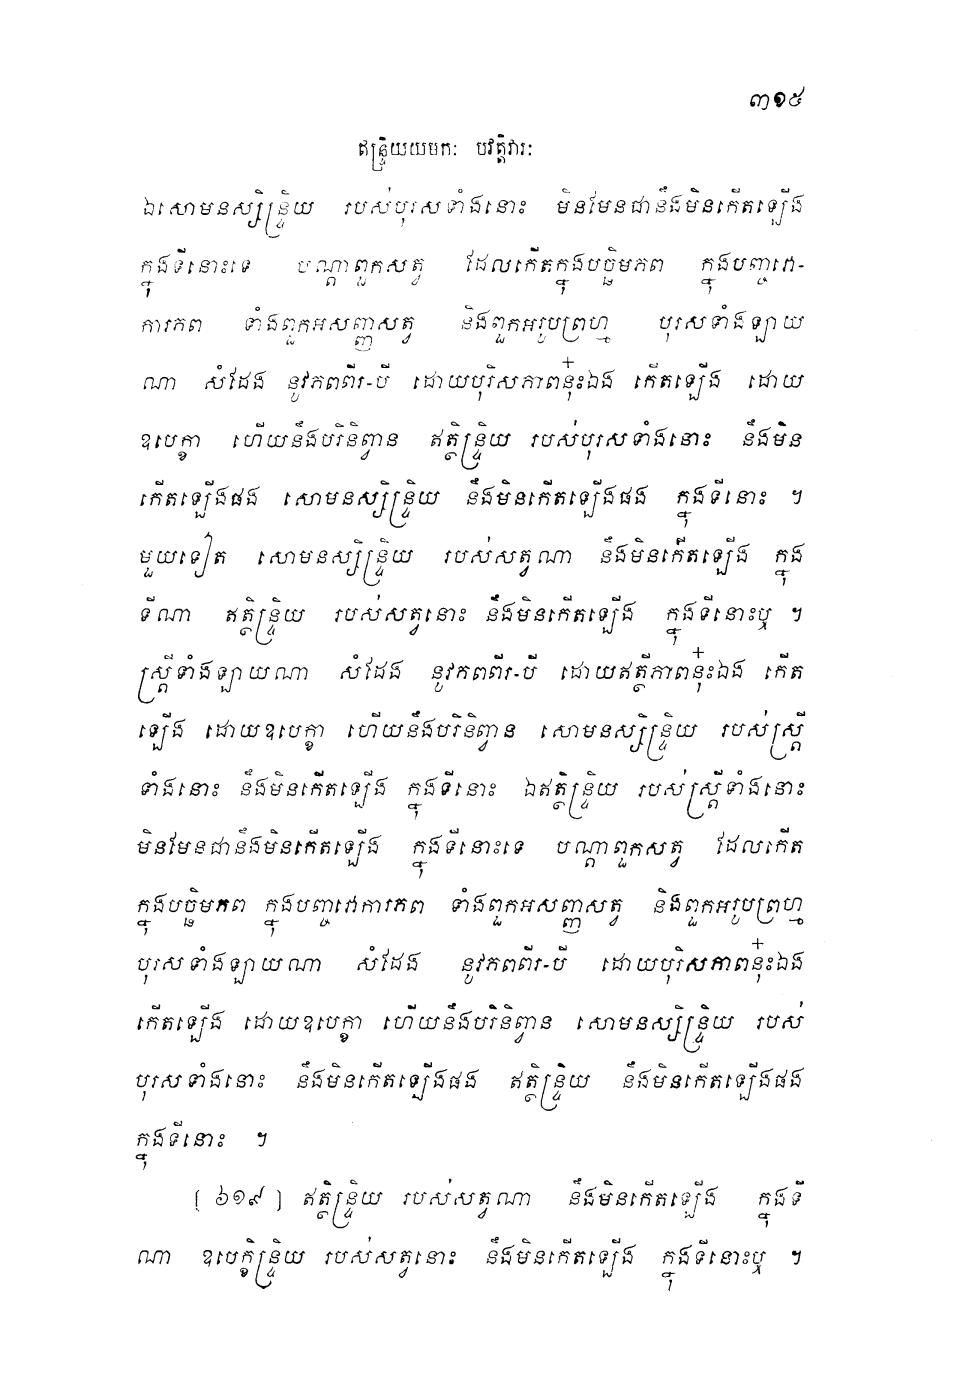 ៣១៥
ឥន្ទ្រិយយមកៈ បវត្តិវារៈ
ឯសោមនស្សិន្ទ្រិយ របស់បុរសទាំងនោះ មិនមែនជានឹងមិនកើតឡើង
ក្នុងទីនោះទេ បណ្តាពួកសត្វ ដែលកើតក្នុងបច្ឆិមភព ក្នុងបញ្ចវោ-
ការភព ទាំងពួកអសញ្ញសត្វ និងពួកអរូបព្រហ្ម បុរសទាំងឡាយ
ណា សំដែង នូវភពពីរ-បី ដោយបុរិសភាពនុ៎ះឯង កើតឡើង ដោយ
ឧបេក្ខា ហើយនឹងបរិនិព្វាន ឥត្ថិន្ទ្រិយ របស់បុរសទាំងនោះ នឹងមិន
កើតឡើងផង សោមនស្សិន្ទ្រិយ នឹងមិនកើតឡើងផង ក្នុងទីនោះ ។
មួយទៀត សោមនស្សិន្ទ្រិយ របស់សត្វណា នឹងមិនកើតឡើង ក្នុង
ទីណា ឥត្ថិន្ទ្រិយ របស់សត្វនោះ នឹងមិនកើតឡើង ក្នុងទីនោះឬ ។
ស្ត្រីទាំងឡាយណា សំដែង នូវភពពីរ-បី ដោយឥត្ថីភាពនុ៎ះឯង កើត
ឡើង ដោយឧបេក្ខា ហើយនឹងបរិនិព្វាន សោមនស្សិន្ទ្រិយ របស់ស្ត្រី
ទាំងនោះ នឹងមិនកើតឡើង ក្នុងទីនោះ ឯឥត្ថិន្ទ្រិយ របស់ស្ត្រីទាំងនោះ
មិនមែនជានឹងមិនកើតឡើង ក្នុងទីនោះទេ បណ្តាពួកសត្វ ដែលកើត
ក្នុងបច្ឆិមភព ក្នុងបញ្ចវោការភព ទាំងពួកអសញ្ញសត្វ និងពួកអរូបព្រហ្ម
បុរសទាំងឡាយណា សំដែង នូវភពពីរ-បី ដោយបុរិសភាពនុ៎ះឯង
កើតឡើង ដោយឧបេក្ខា ហើយនឹងបរិនិព្វាន សោមនស្សិន្ទ្រិយ របស់
បុរសទាំងនោះ នឹងមិនកើតឡើងផង ឥត្ថិន្ទ្រិយ នឹងមិនកើតឡើងផង
ក្នុងទីនោះ ។
[ ៦១៩ ] ឥត្ថិន្ទ្រិយ របស់សត្វណា នឹងមិនកើតឡើង ក្នុងទី
ណា ឧបេក្ខិន្ទ្រិយ របស់សត្វនោះ នឹងមិនកើតឡើង ក្នុងទីនោះឬ ។